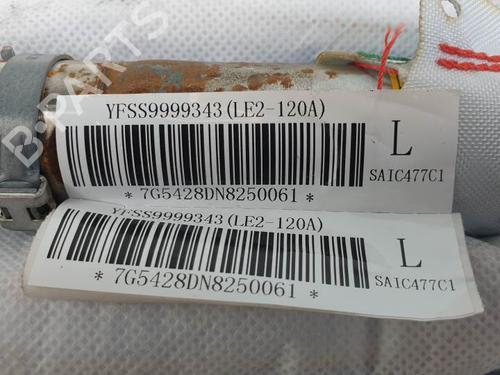 B-PARTS
YFSS9999343(LE2-120A)
L
SAIC477C1
*7G5428DN8250061*
YFSS9999343(LE2-120A)
L
SAIC477C1
* 7G5428DN8250061 *